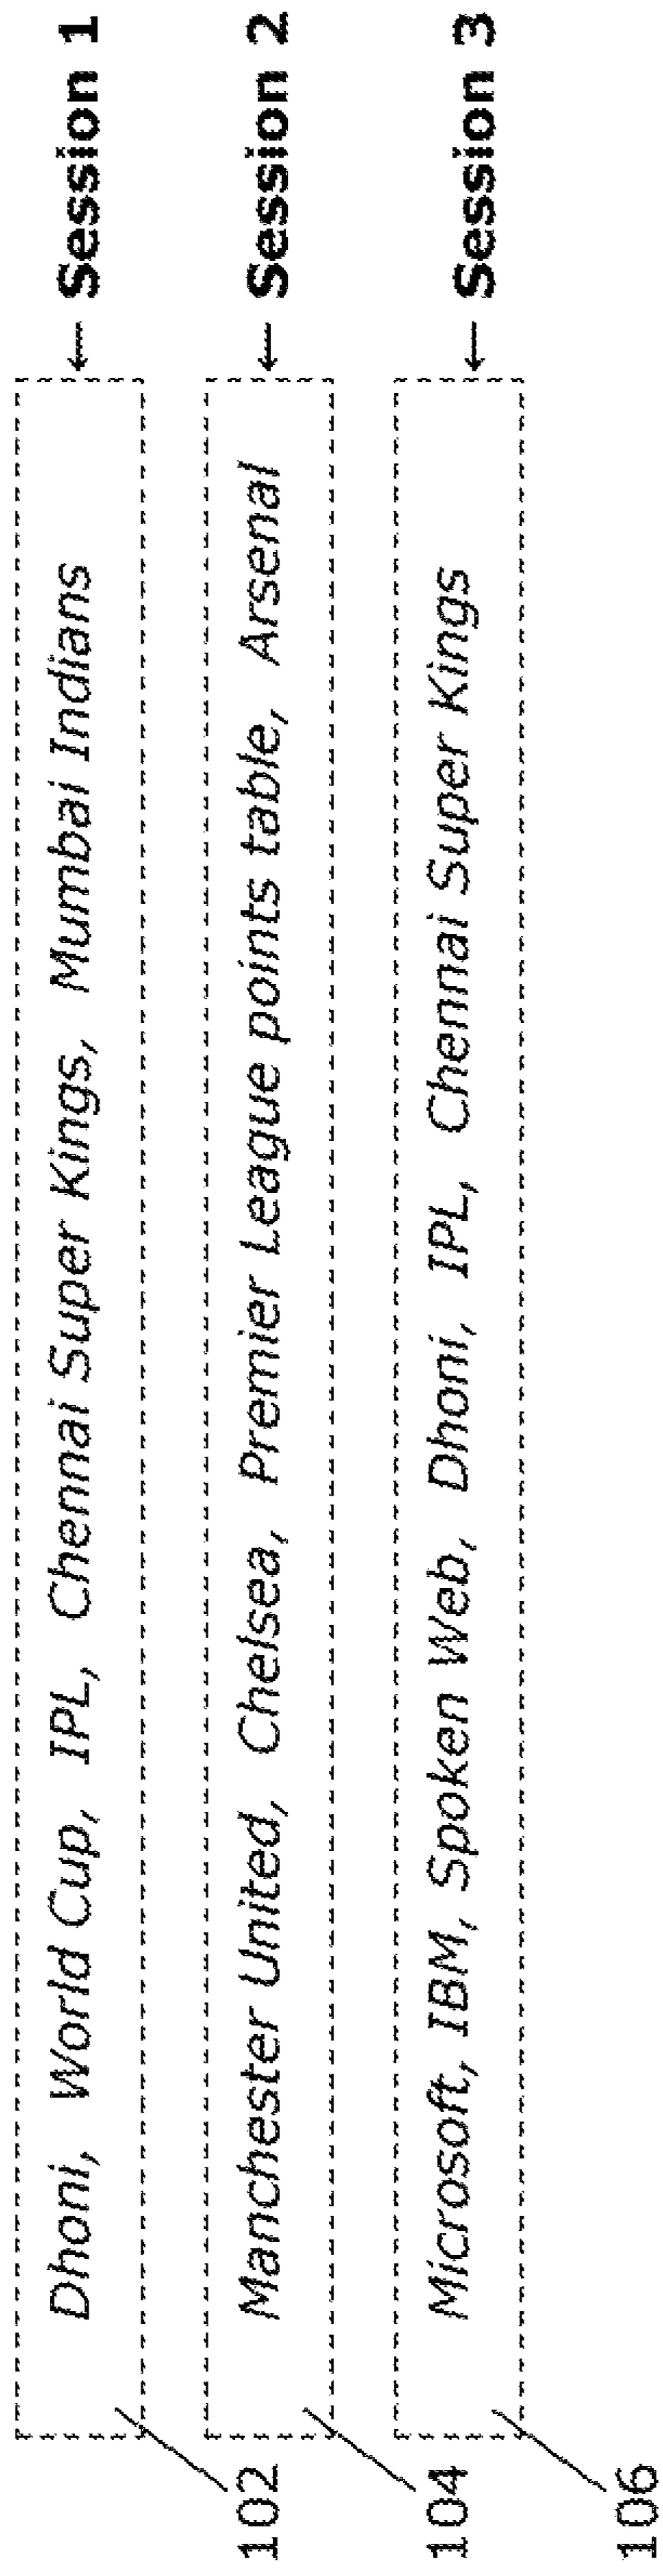 Dhoni, World Cup, IPL, Chennai Super Kings, Mumbai Indians ← Session 1
102
Manchester United, Chelsea, Premier League points table, Arsenal ← Session 2
104
Microsoft, IBM, Spoken Web, Dhoni, IPL, Chennai Super Kings ← Session 3
106